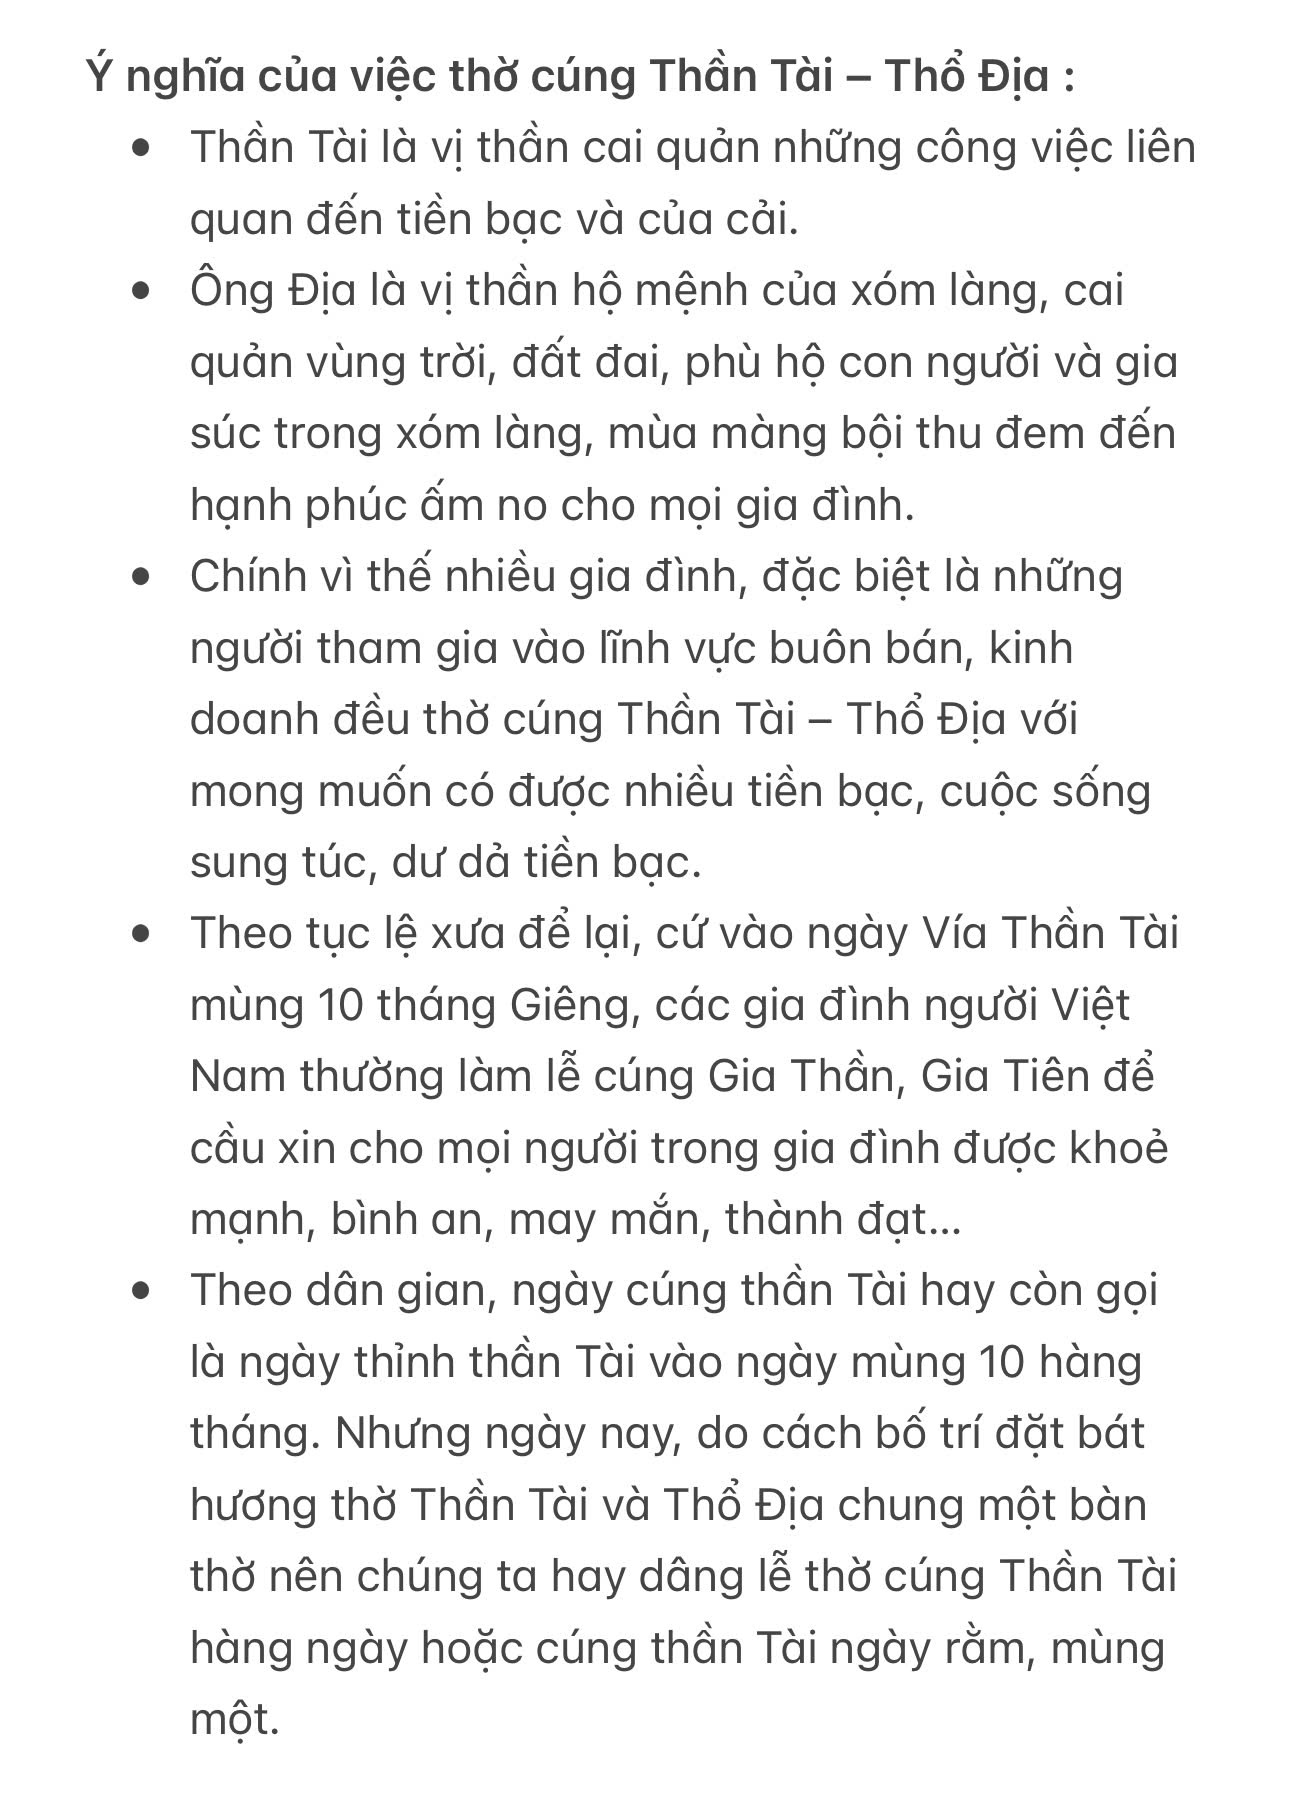 Ý nghĩa của việc thờ cúng Thần Tài – Thổ Địa :
• Thần Tài là vị thần cai quản những công việc liên
quan đến tiền bạc và của cải.
• Ông Địa là vị thần hộ mệnh của xóm làng, cai
quản vùng trời, đất đai, phù hộ con người và gia
súc trong xóm làng, mùa màng bội thu đem đến
hạnh phúc ấm no cho mọi gia đình.
• Chính vì thế nhiều gia đình, đặc biệt là những
người tham gia vào lĩnh vực buôn bán, kinh
doanh đều thờ cúng Thần Tài – Thổ Địa với
mong muốn có được nhiều tiền bạc, cuộc sống
sung túc, dư dả tiền bạc.
• Theo tục lệ xưa để lại, cứ vào ngày Vía Thần Tài
mùng 10 tháng Giêng, các gia đình người Việt
Nam thường làm lễ cúng Gia Thần, Gia Tiên để
cầu xin cho mọi người trong gia đình được khoẻ
mạnh, bình an, may mắn, thành đạt...
• Theo dân gian, ngày cúng thần Tài hay còn gọi
là ngày thỉnh thần Tài vào ngày mùng 10 hàng
tháng. Nhưng ngày nay, do cách bố trí đặt bát
hương thờ Thần Tài và Thổ Địa chung một bàn
thờ nên chúng ta hay dâng lễ thờ cúng Thần Tài
hàng ngày hoặc cúng thần Tài ngày rằm, mùng
một.